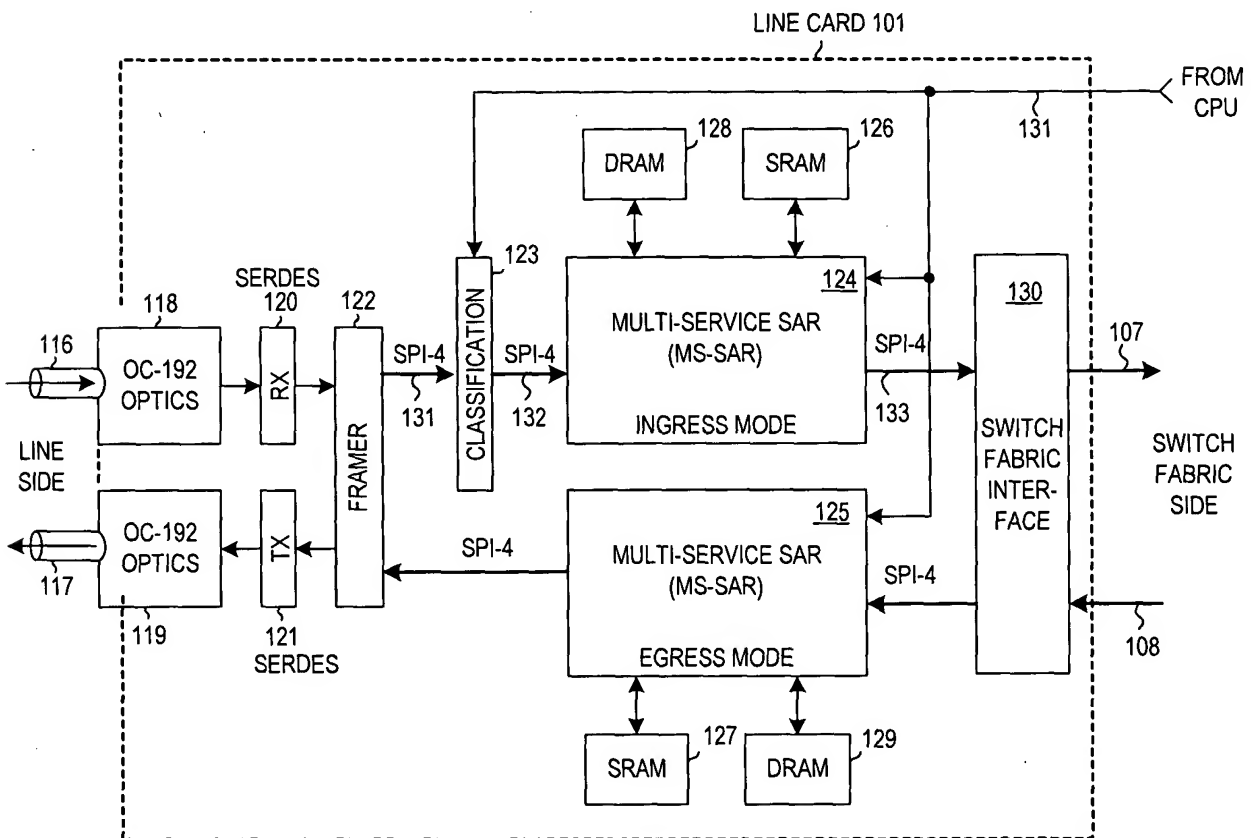 LINE CARD 101
FROM
CPU
131
128
126
DRAM
SRAM
123
SERDES
118
120
122
124
130
116
OC-192
OPTICS
RX
FRAMER
SPI-4
131
CLASSIFICATION
SPI-4
132
MULTI-SERVICE SAR
(MS-SAR)
INGRESS MODE
SPI-4
133
SWITCH
FABRIC
INTER-
FACE
107
LINE
SIDE
SWITCH
FABRIC
SIDE
OC-192
OPTICS
TX
SPI-4
125
MULTI-SERVICE SAR
(MS-SAR)
EGRESS MODE
SPI-4
117
119
121
SERDES
108
127
129
SRAM
DRAM